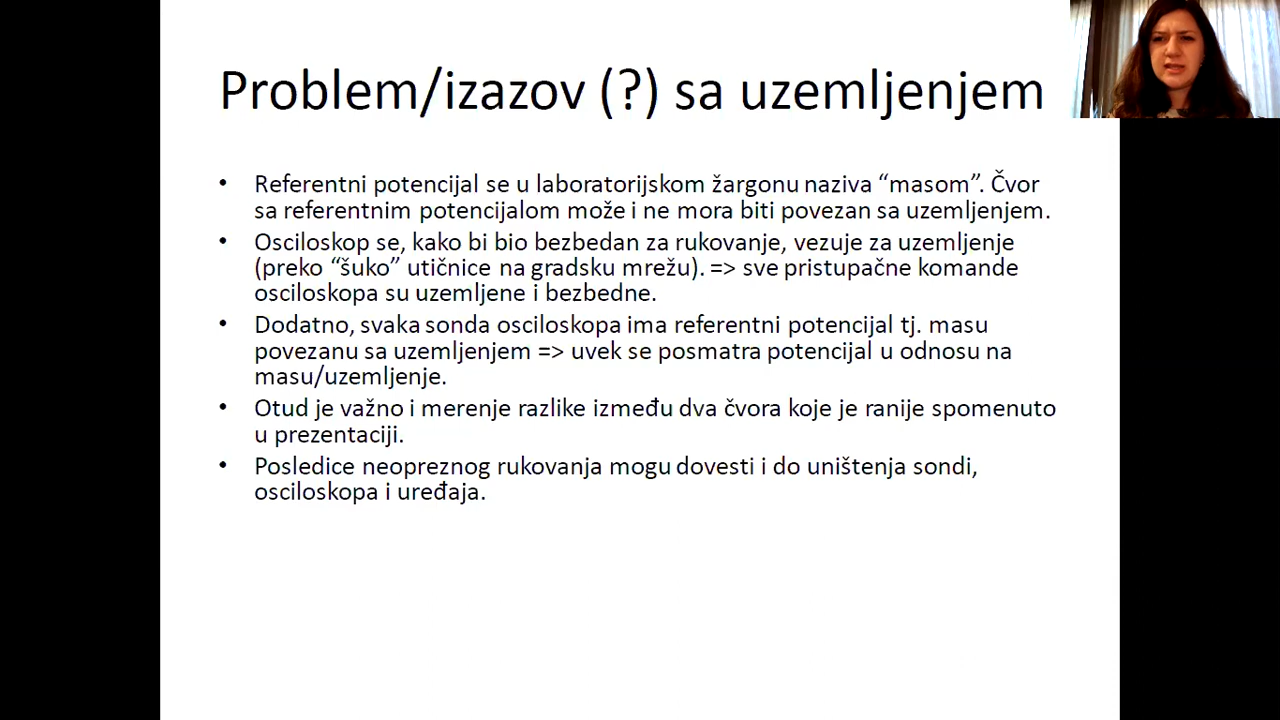 Problem/izazov (?) sa uzemljenjem
• Referentni potencijal se u laboratorijskom žargonu naziva “masom”. Čvor
sa referentnim potencijalom može i ne mora biti povezan sa uzemljenjem.
• Osciloskop se, kako bi bio bezbedan za rukovanje, vezuje za uzemljenje
(preko “šuko” utičnice na gradsku mrežu). => sve pristupačne komande
osciloskopa su uzemljene i bezbedne.
• Dodatno, svaka sonda osciloskopa ima referentni potencijal tj. masu
povezanu sa uzemljenjem => uvek se posmatra potencijal u odnosu na
masu/uzemljenje.
• Otud je važno i merenje razlike između dva čvora koje je ranije spomenuto
u prezentaciji.
• Posledice neopreznog rukovanja mogu dovesti i do uništenja sondi,
osciloskopa i uređaja.